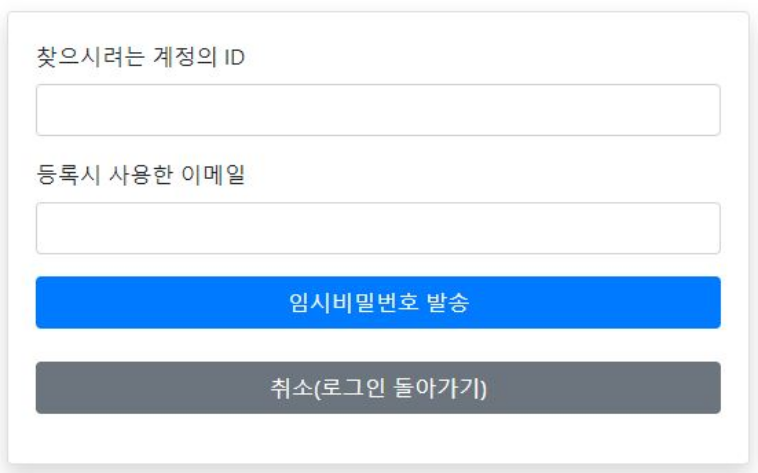 찾으시려는 계정의 ID
등록시 사용한 이메일
임시비밀번호 발송
취소(로그인 돌아가기)